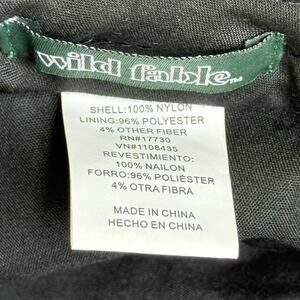 wild fable™
SHELL:100% NYLON
LINING:96% POLYESTER
4% OTHER FIBER
RN#17730
VN#1108435
REVESTIMIENTO:
100% NAILON
FORRO:96% POLIÉSTER
4% OTRA FIBRA
MADE IN CHINA
HECHO EN CHINA